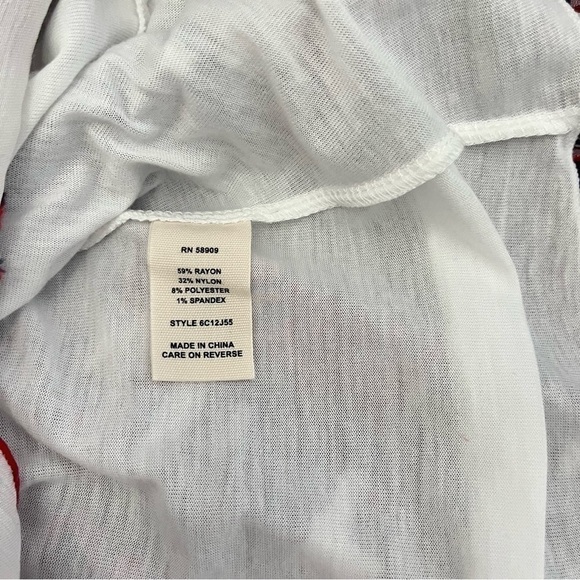 RN 58909
59% RAYON
32% NYLON
8% POLYESTER
1% SPANDEX
STYLE 6C12J55
MADE IN CHINA
CARE ON REVERSE